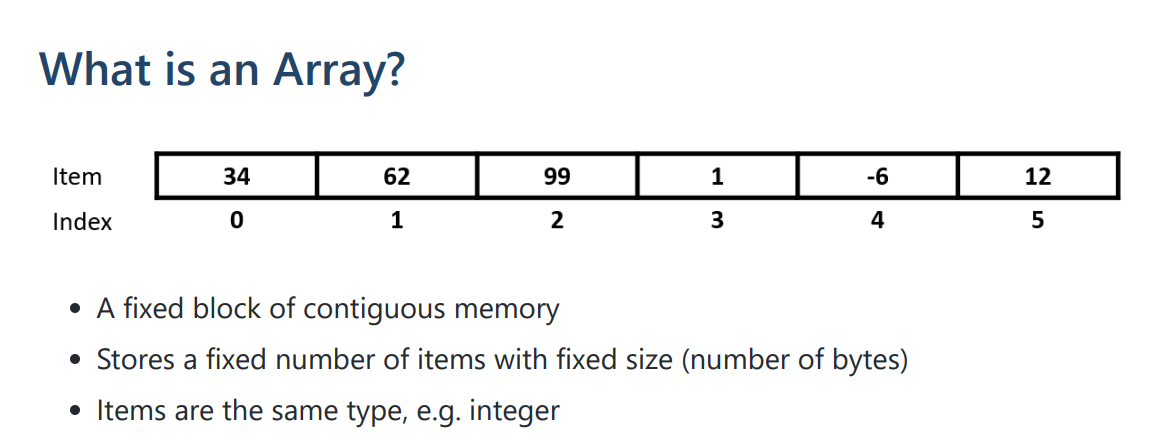 What is an Array?
Item 34 62 99 1 -6 12
Index 0 1 2 3 4 5
• A fixed block of contiguous memory
• Stores a fixed number of items with fixed size (number of bytes)
• Items are the same type, e.g. integer